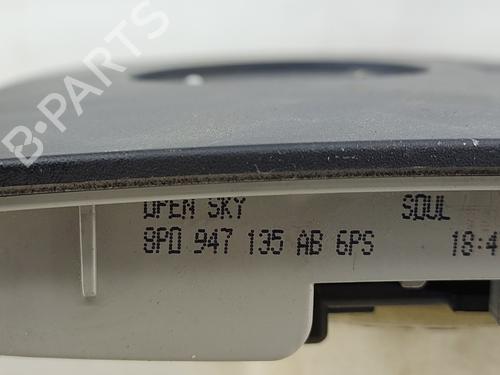 B-PARTS
OPEN SKY SOUL
8P0 947 135 AB 6PS 18:4